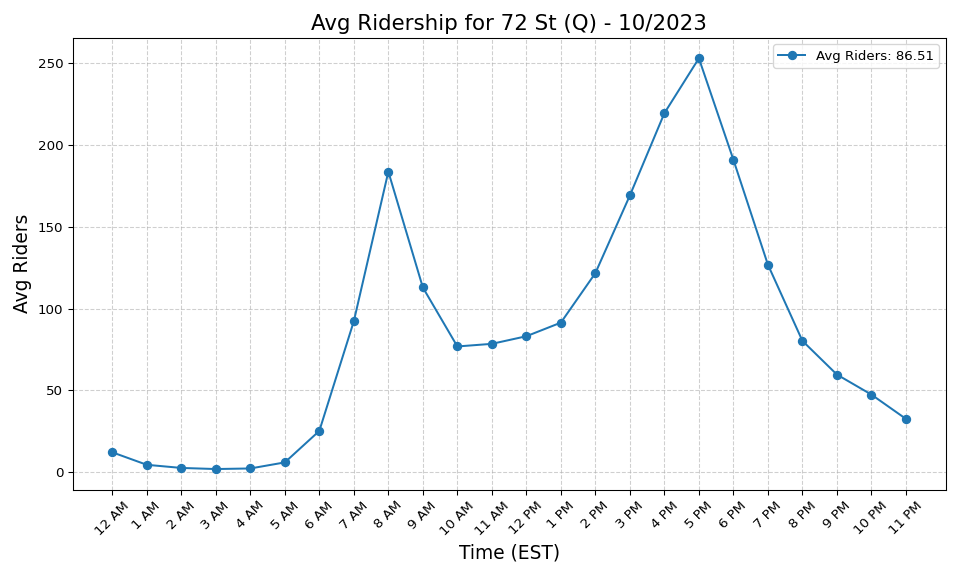 Avg Ridership for 72 St (Q) - 10/2023
Avg Riders: 86.51
Avg Riders
250
200
150
100
50
0
12 AM
1 AM
2 AM
3 AM
4 AM
5 AM
6 AM
7 AM
8 AM
9 AM
10 AM
11 AM
12 PM
1 PM
2 PM
3 PM
4 PM
5 PM
6 PM
7 PM
8 PM
9 PM
10 PM
11 PM
Time (EST)